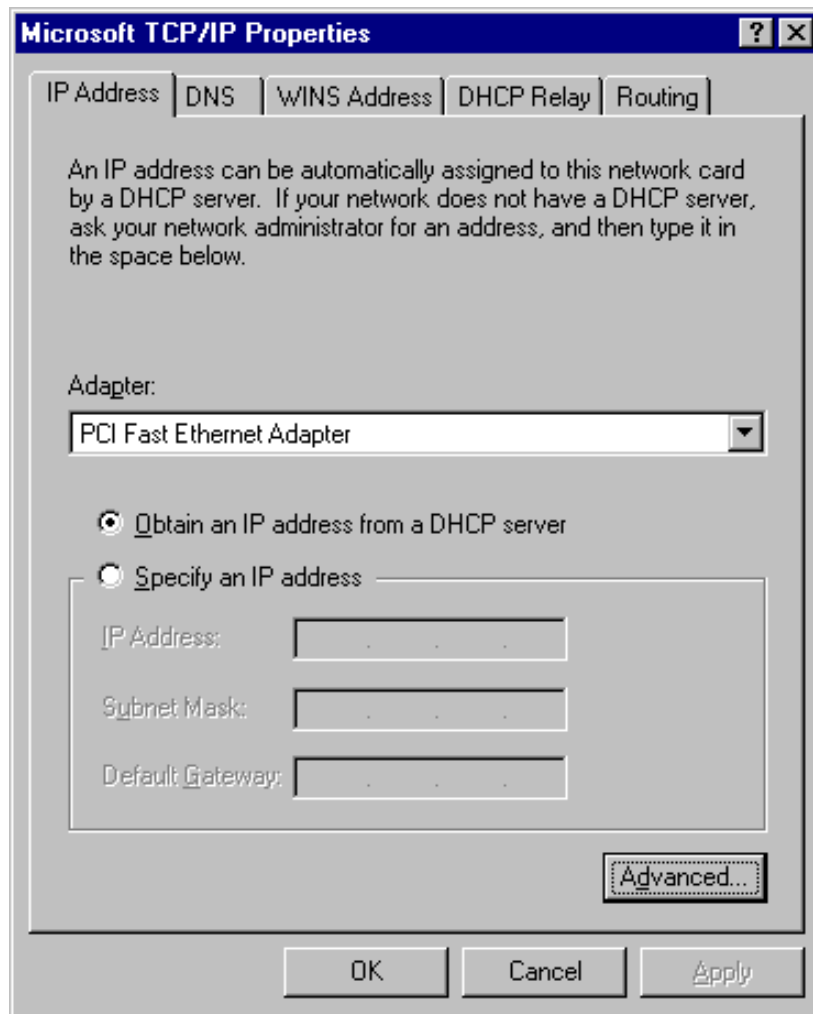 Microsoft TCP/IP Properties
IP Address DNS WINS Address DHCP Relay Routing
An IP address can be automatically assigned to this network card
by a DHCP server. If your network does not have a DHCP server,
ask your network administrator for an address, and then type it in
the space below.
Adapter:
PCI Fast Ethernet Adapter
Obtain an IP address from a DHCP server
Specify an IP address
IP Address:
Subnet Mask:
Default Gateway:
Advanced...
OK Cancel Apply